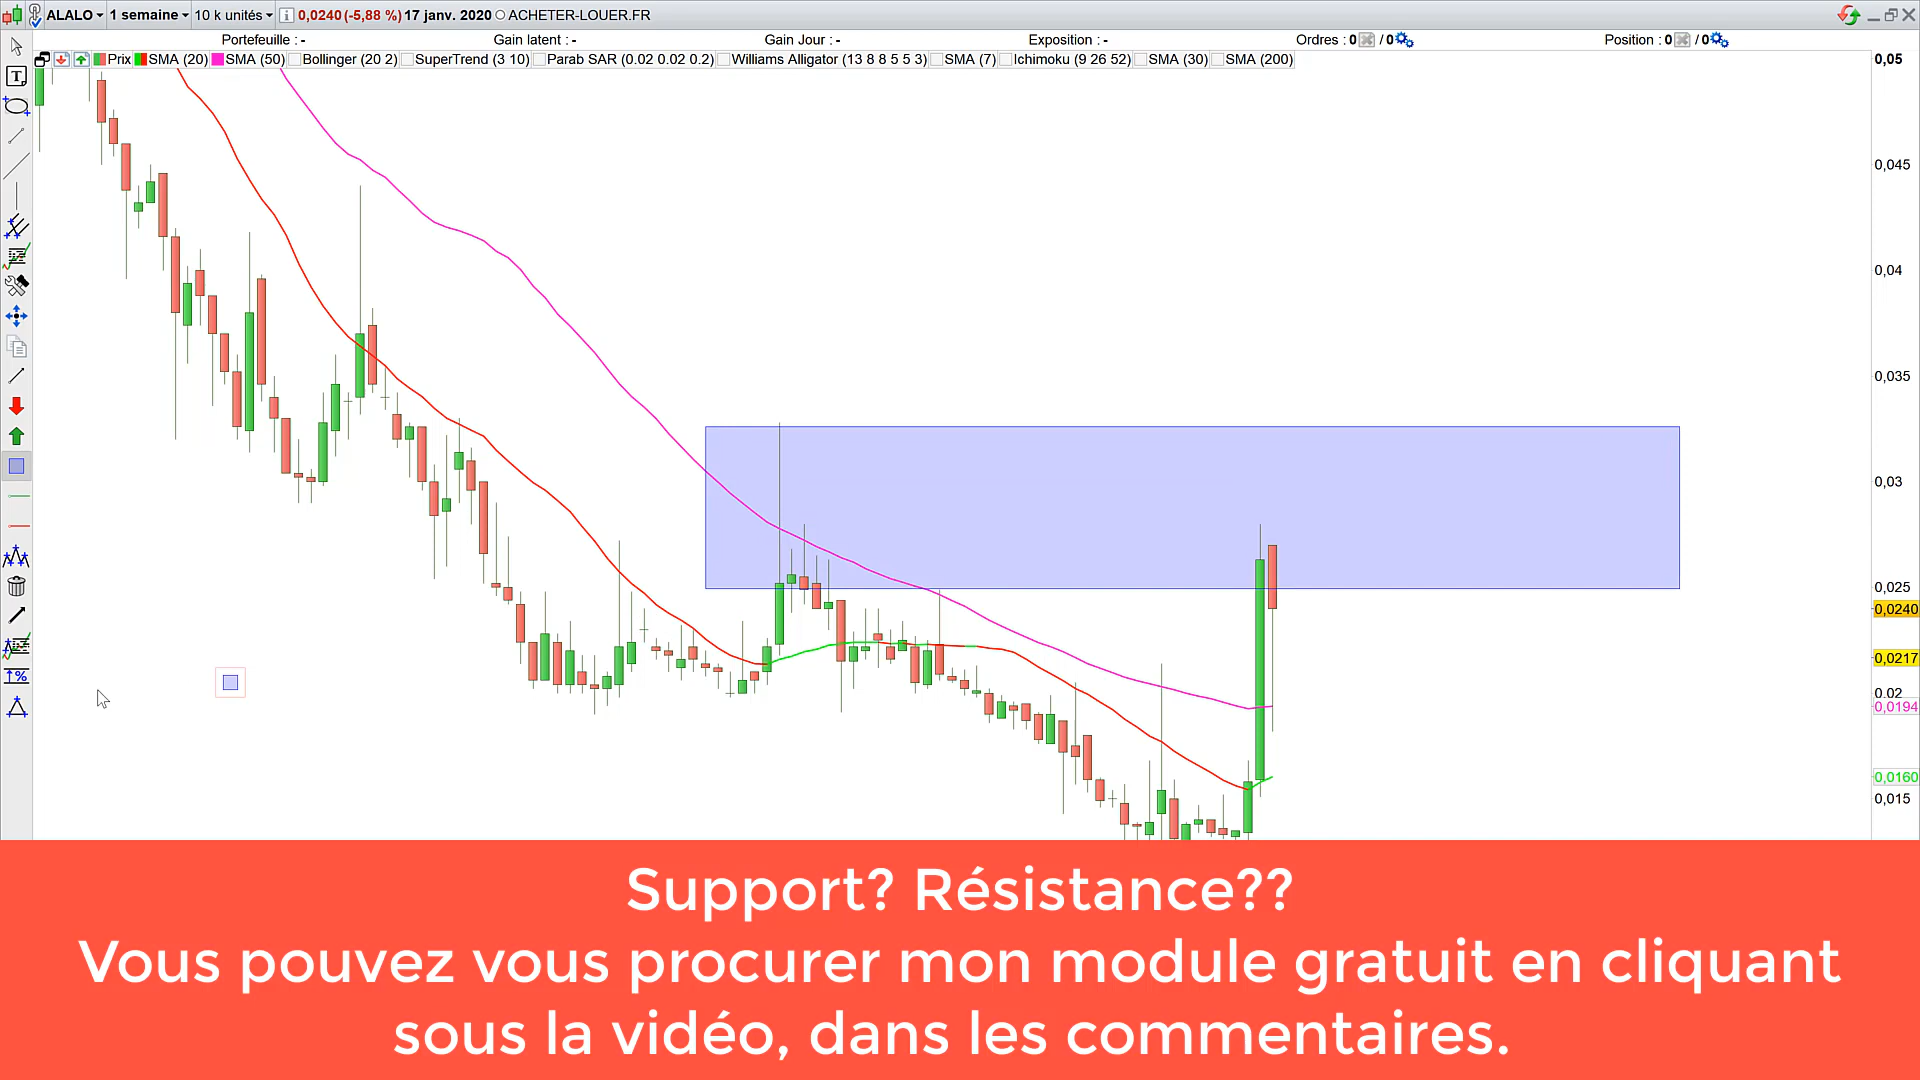 ALALO 1 semaine 10 k unités 0,0240 (-5,88 %) 17 janv. 2020 ACHETER-LOUER.FR
Portefeuille : - Gain latent : - Gain Jour : - Exposition : - Ordres : 0 / 0 Position : 0 / 0
Prix SMA (20) SMA (50) Bollinger (20 2) SuperTrend (3 10) Parab SAR (0.02 0.02 0.2) Williams Alligator (13 8 8 5 5 3) SMA (7) Ichimoku (9 26 52) SMA (30) SMA (200)
0,05
0,045
0,04
0,035
0,03
0,025
0,0240
0,0217
0,02
0,0194
0,0160
0,015
Support? Résistance??
Vous pouvez vous procurer mon module gratuit en cliquant
sous la vidéo, dans les commentaires.